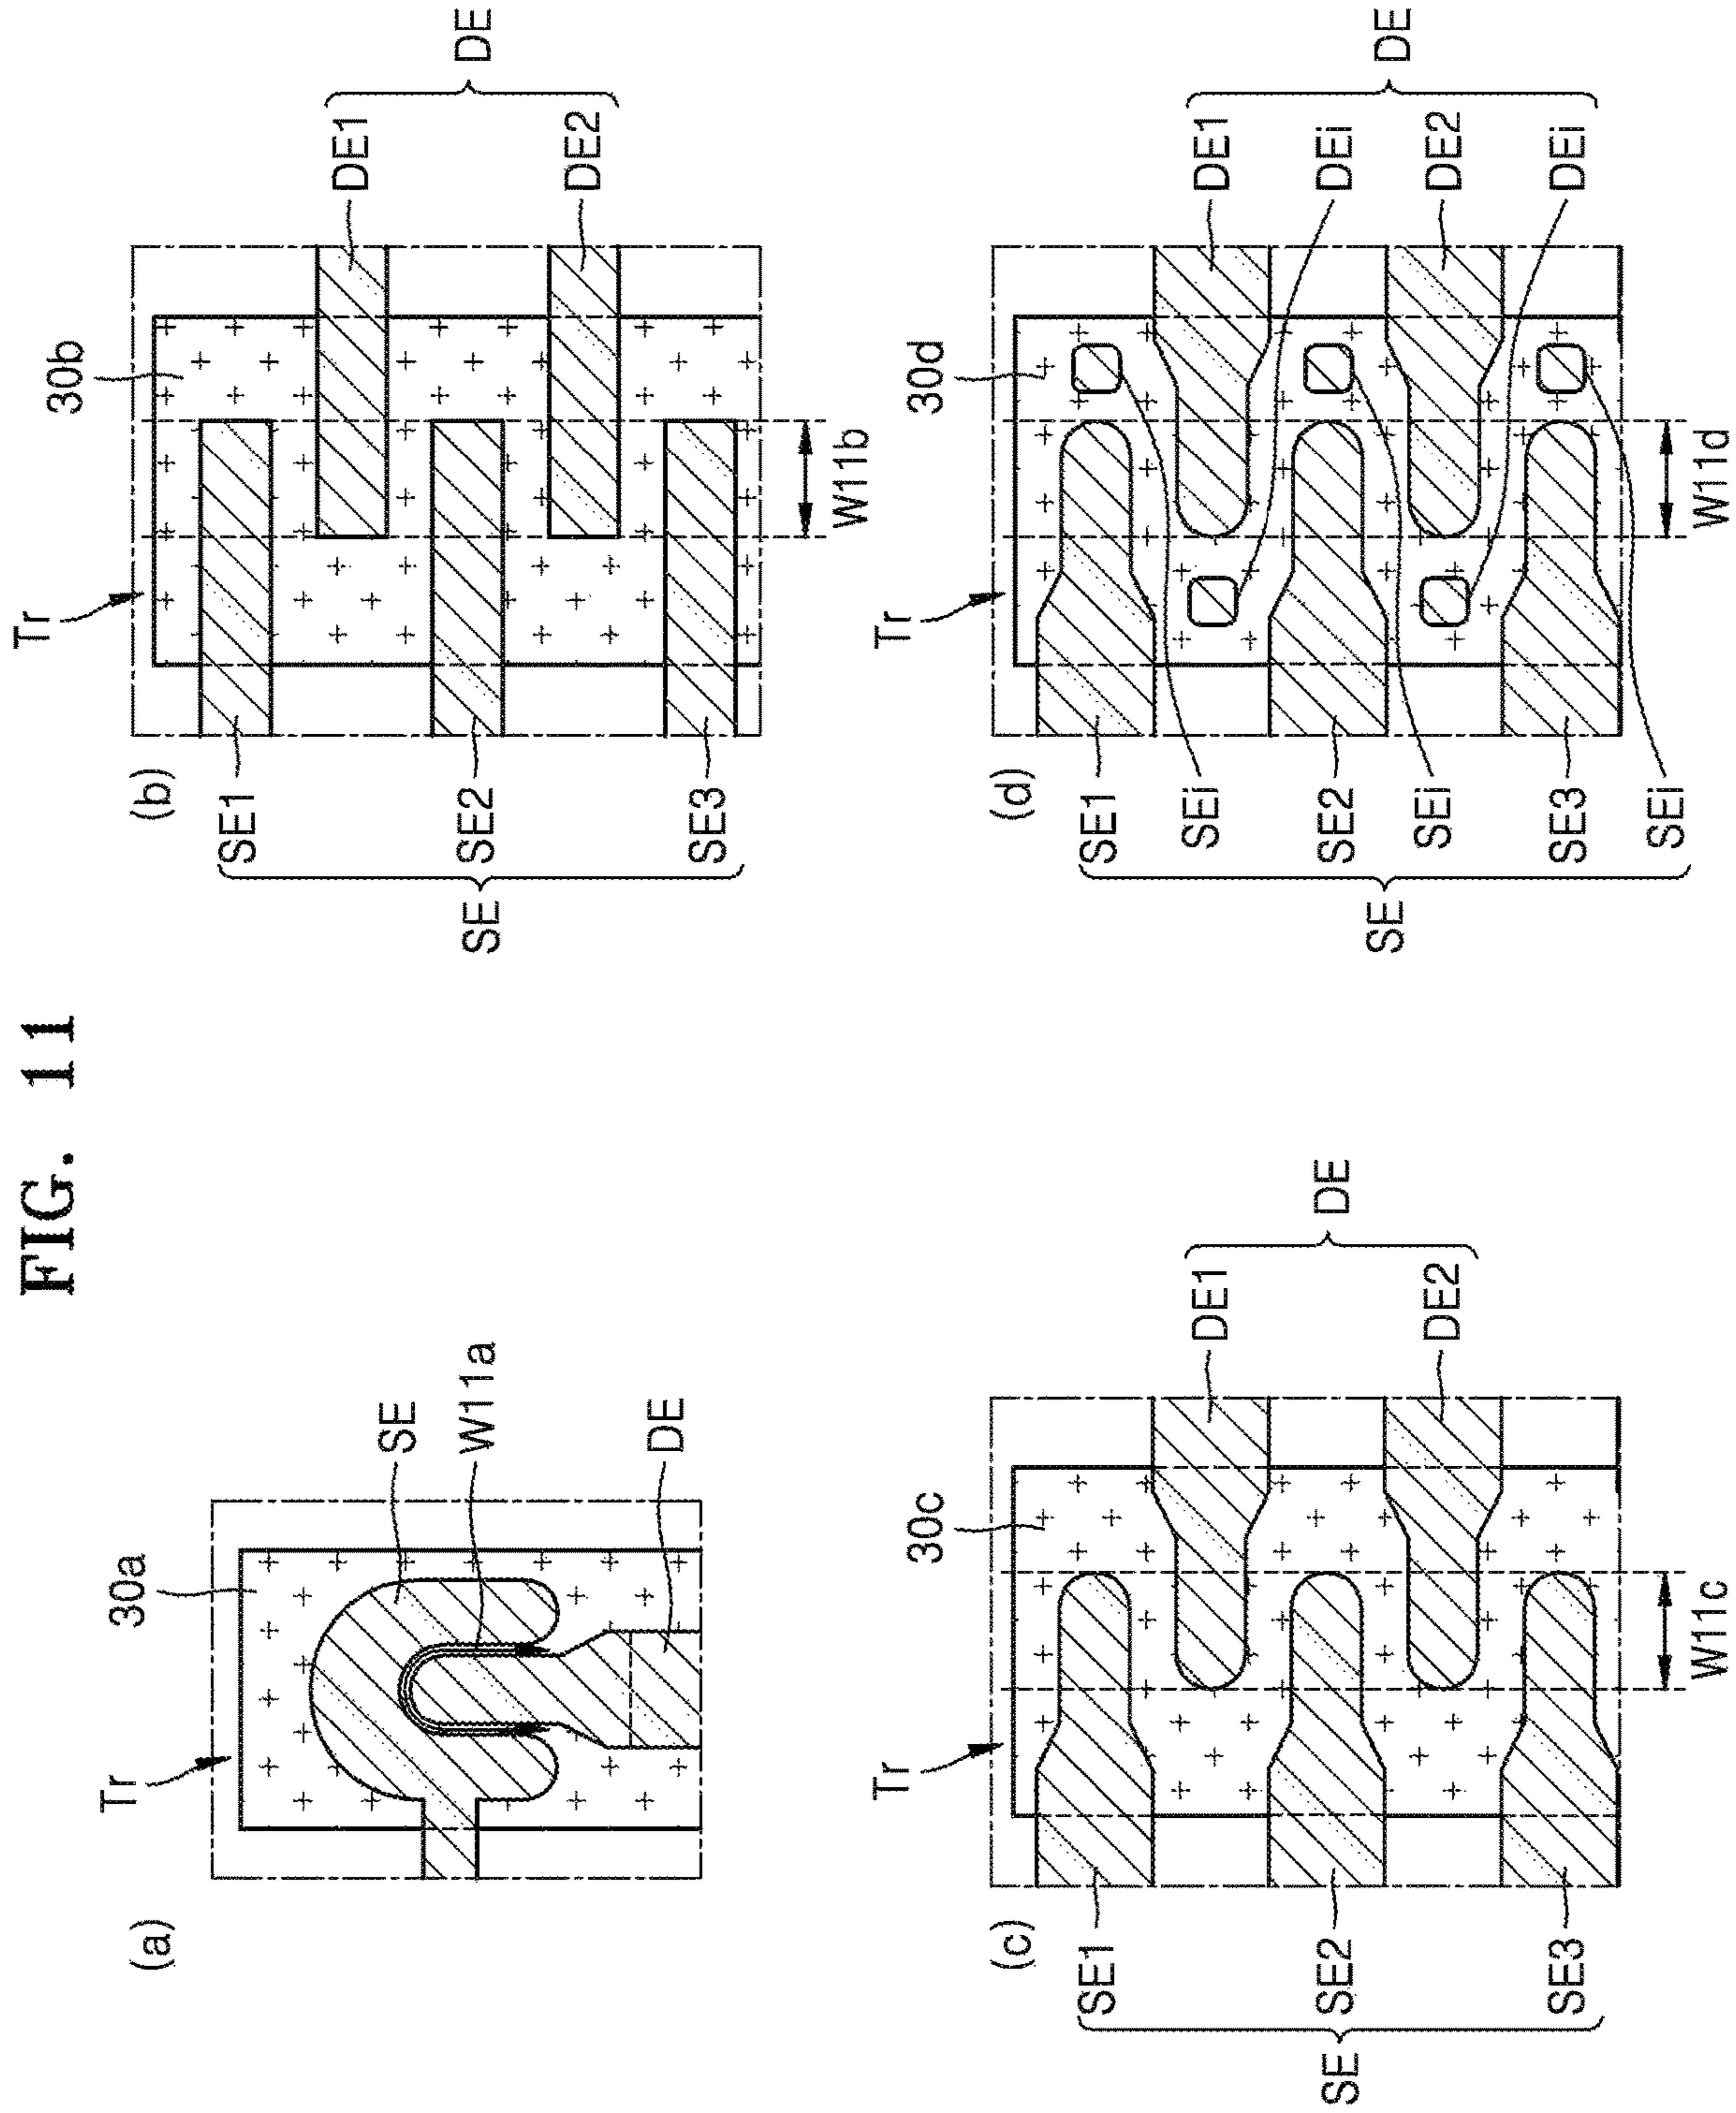 FIG. 11
(a)
Tr
30a
SE
W11a
DE
(b)
Tr
30b
SE1
SE2
SE3
SE
DE1
DE2
DE
W11b
(c)
Tr
30c
SE1
SE2
SE3
SE
DE1
DE2
DE
W11c
(d)
Tr
30d
SE1
SEi
SE2
SEi
SE3
SEi
SE
DE1
DEi
DE2
DEi
DE
W11d